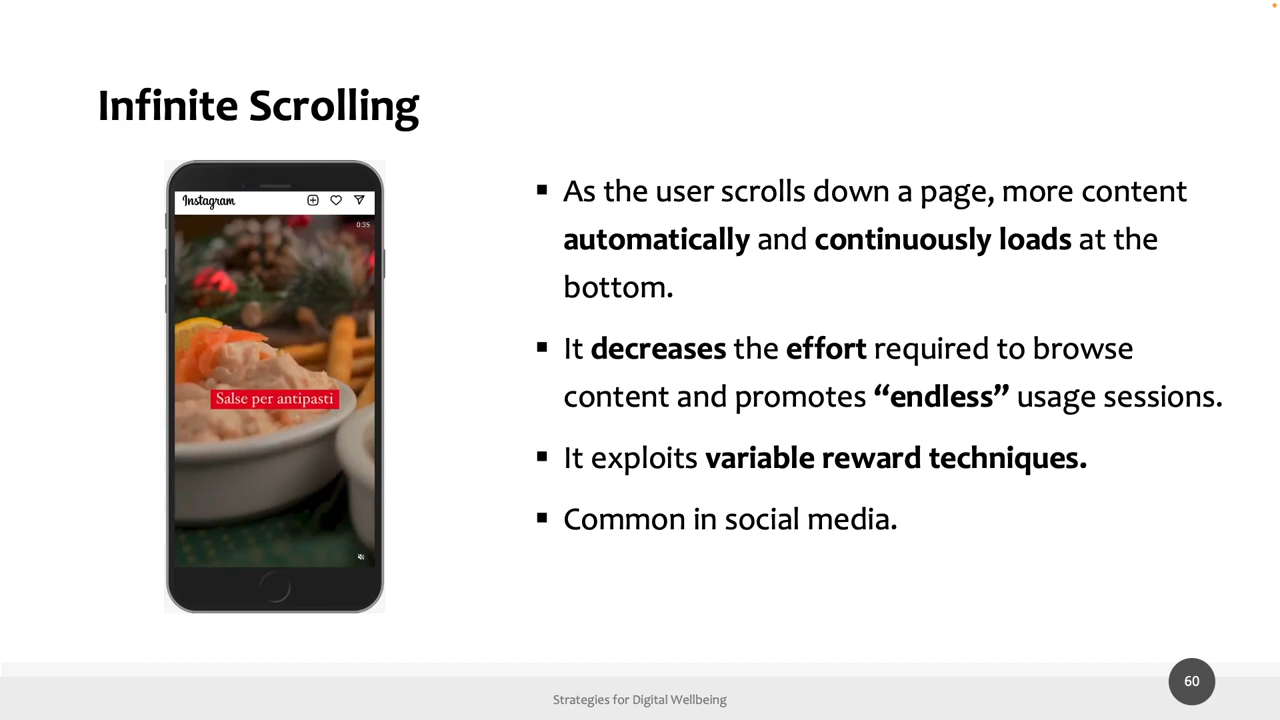 Infinite Scrolling
Instagram
0:35
Salse per antipasti
▪ As the user scrolls down a page, more content
automatically and continuously loads at the
bottom.
▪ It decreases the effort required to browse
content and promotes “endless” usage sessions.
▪ It exploits variable reward techniques.
▪ Common in social media.
Strategies for Digital Wellbeing
60